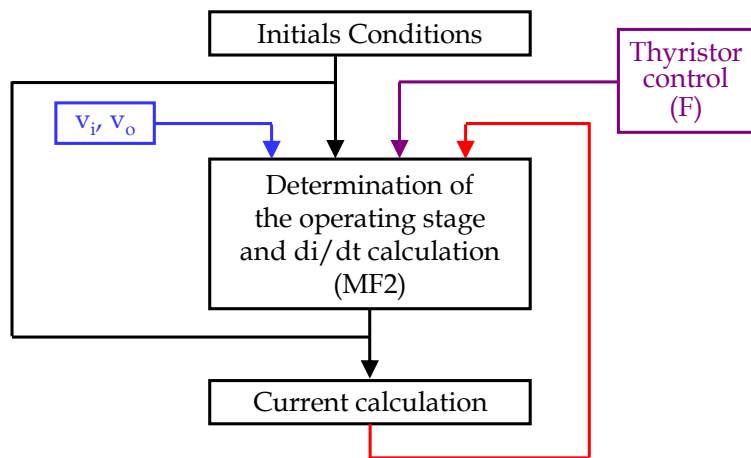 Initials Conditions
Thyristor
control
(F)
vᵢ, vₒ
Determination of
the operating stage
and di/dt calculation
(MF2)
Current calculation